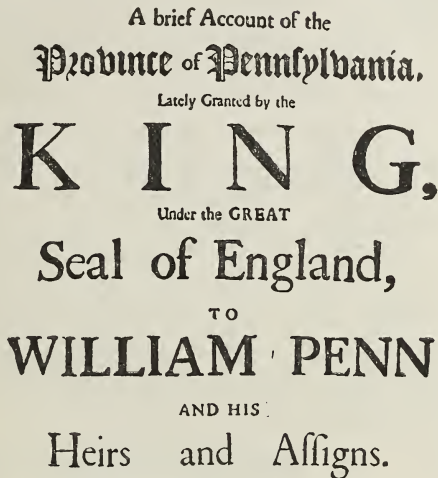 A brief Account of the
Province of Pennſylvania,
Lately Granted by the
KING,
Under the GREAT
Seal of England,
TO
WILLIAM PENN
AND HIS
Heirs and Aſſigns.